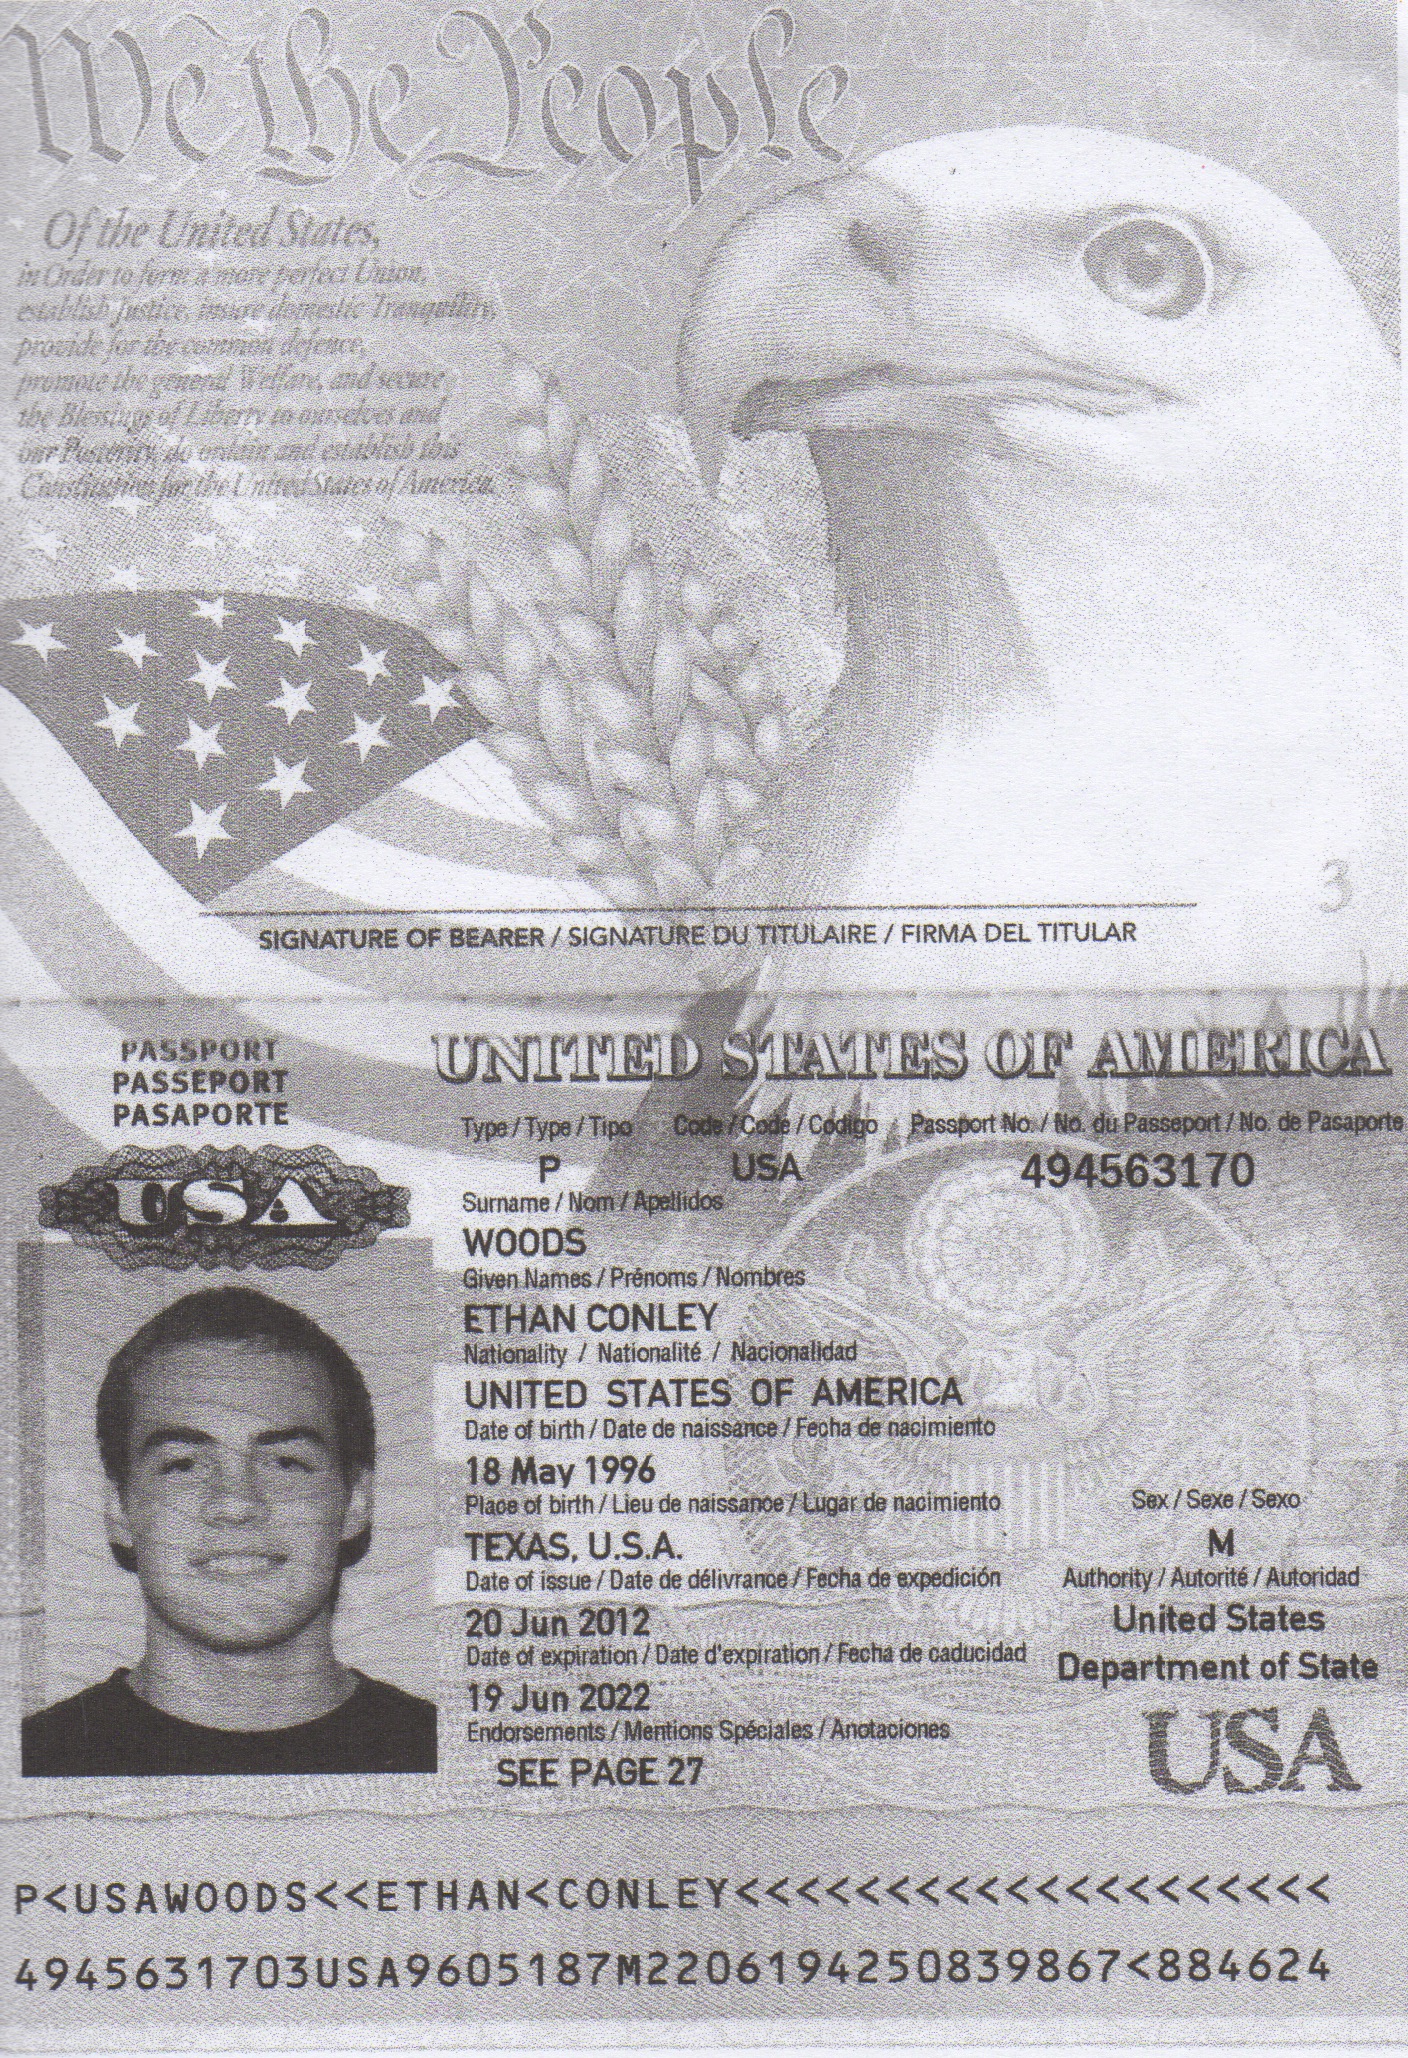 We the People
Of the United States,
in Order to form a more perfect Union,
establish Justice, insure domestic Tranquility,
provide for the common defence,
promote the general Welfare, and secure
the Blessings of Liberty to ourselves and
our Posterity, do ordain and establish this
Constitution for the United States of America.
3
SIGNATURE OF BEARER / SIGNATURE DU TITULAIRE / FIRMA DEL TITULAR
PASSPORT
PASSEPORT
PASAPORTE
USA
UNITED STATES OF AMERICA
Type / Type / Tipo Code / Code / Código Passport No. / No. du Passeport / No. de Pasaporte
P USA 494563170
Surname / Nom / Apellidos
WOODS
Given Names / Prénoms / Nombres
ETHAN CONLEY
Nationality / Nationalité / Nacionalidad
UNITED STATES OF AMERICA
Date of birth / Date de naissance / Fecha de nacimiento
18 May 1996
Place of birth / Lieu de naissance / Lugar de nacimiento Sex / Sexe / Sexo
TEXAS, U.S.A. M
Date of issue / Date de délivrance / Fecha de expedición Authority / Autorité / Autoridad
20 Jun 2012 United States
Date of expiration / Date d'expiration / Fecha de caducidad Department of State
19 Jun 2022
Endorsements / Mentions Spéciales / Anotaciones USA
SEE PAGE 27
P<USAWOODS<<ETHAN<CONLEY<<<<<<<<<<<<<<<<<<<<
4945631703USA9605187M2206194250839867<884624